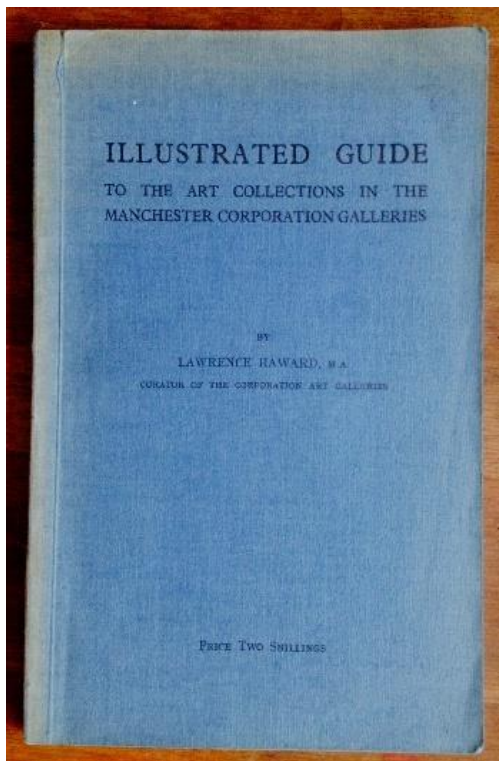 ILLUSTRATED GUIDE
TO THE ART COLLECTIONS IN THE
MANCHESTER CORPORATION GALLERIES
BY
LAWRENCE HAWARD, M.A.
CURATOR OF THE CORPORATION ART GALLERIES
PRICE TWO SHILLINGS